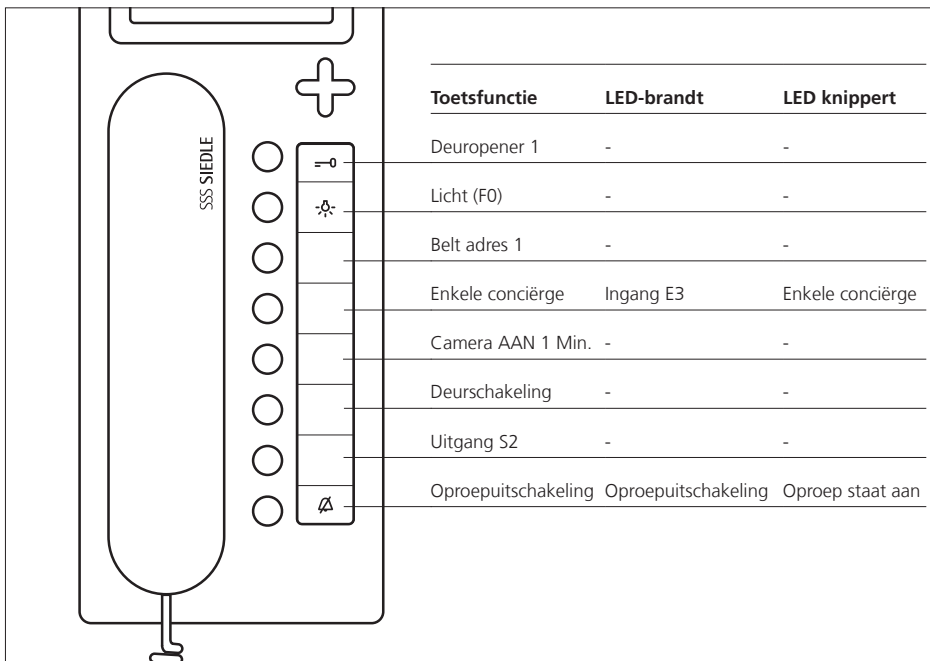 SSS SIEDLE
Toetsfunctie LED-brandt LED knippert
Deuropener 1 - -
Licht (F0) - -
Belt adres 1 - -
Enkele conciërge Ingang E3 Enkele conciërge
Camera AAN 1 Min. - -
Deurschakeling - -
Uitgang S2 - -
Oproepuitschakeling Oproepuitschakeling Oproep staat aan